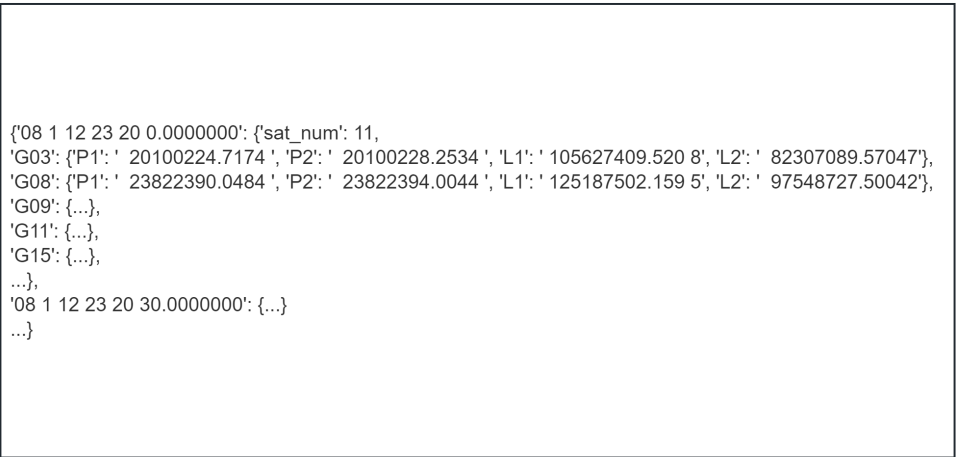 {'08 1 12 23 20 0.0000000': {'sat_num': 11,
'G03': {'P1': '  20100224.7174 ', 'P2': '  20100228.2534 ', 'L1': ' 105627409.520 8', 'L2': '  82307089.57047'},
'G08': {'P1': '  23822390.0484 ', 'P2': '  23822394.0044 ', 'L1': ' 125187502.159 5', 'L2': '  97548727.50042'},
'G09': {...},
'G11': {...},
'G15': {...},
...},
'08 1 12 23 20 30.0000000': {...}
...}